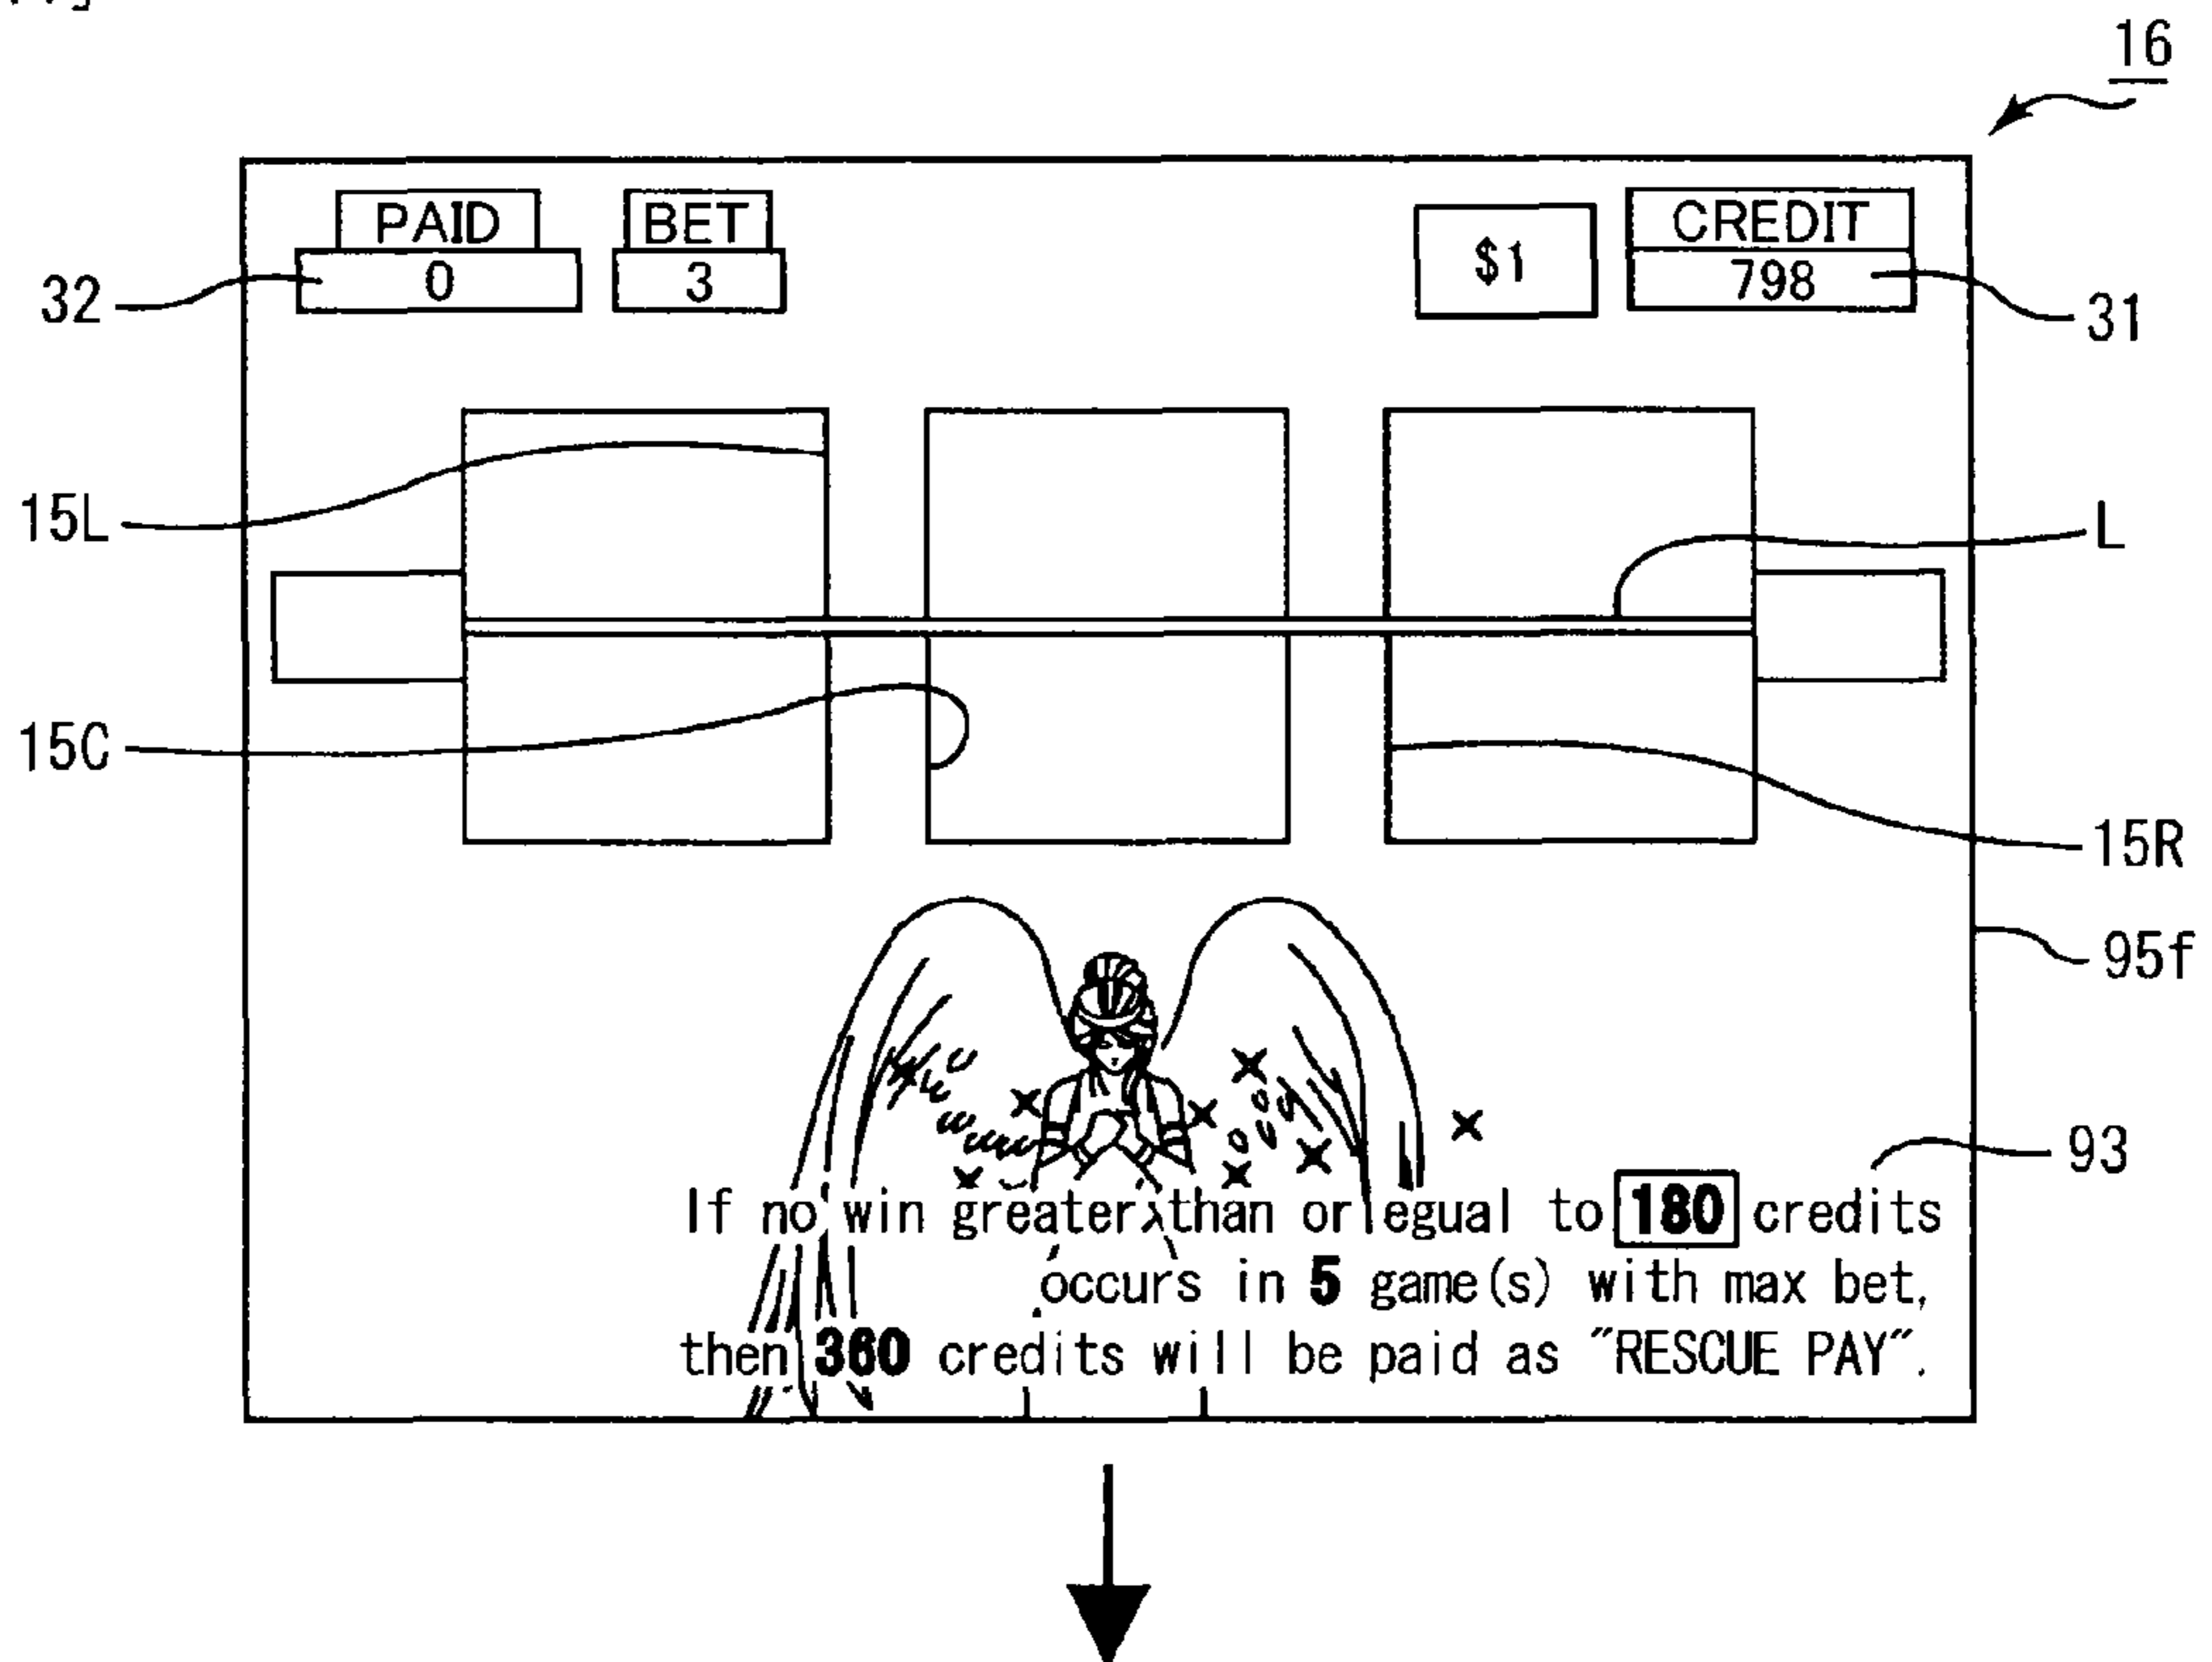 16
PAID BET $1 CREDIT
0 3 798
32
31
15L
L
15C
15R
95f
93
If no win greater than or egual to 180 credits
occurs in 5 game(s) with max bet,
then 360 credits will be paid as "RESCUE PAY".